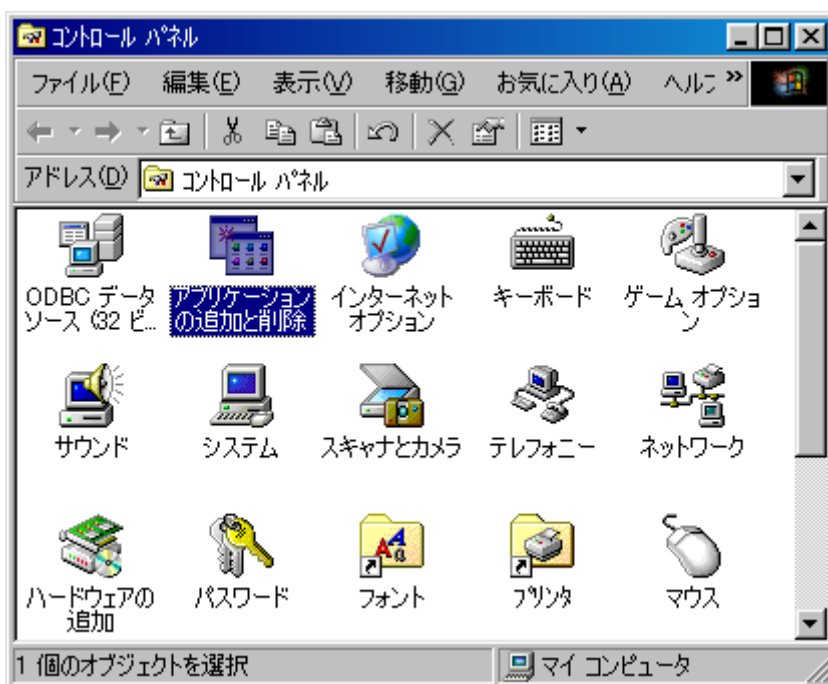 コントロール パネル
ファイル(F) 編集(E) 表示(V) 移動(G) お気に入り(A) ヘルプ »
アドレス(D) コントロール パネル
ODBC データ
ソース (32 ビ...
アプリケーション
の追加と削除
インターネット
オプション
キーボード
ゲーム オプショ
ン
サウンド
システム
スキャナとカメラ
テレフォニー
ネットワーク
ハードウェアの
追加
パスワード
フォント
プリンタ
マウス
1 個のオブジェクトを選択
マイ コンピュータ